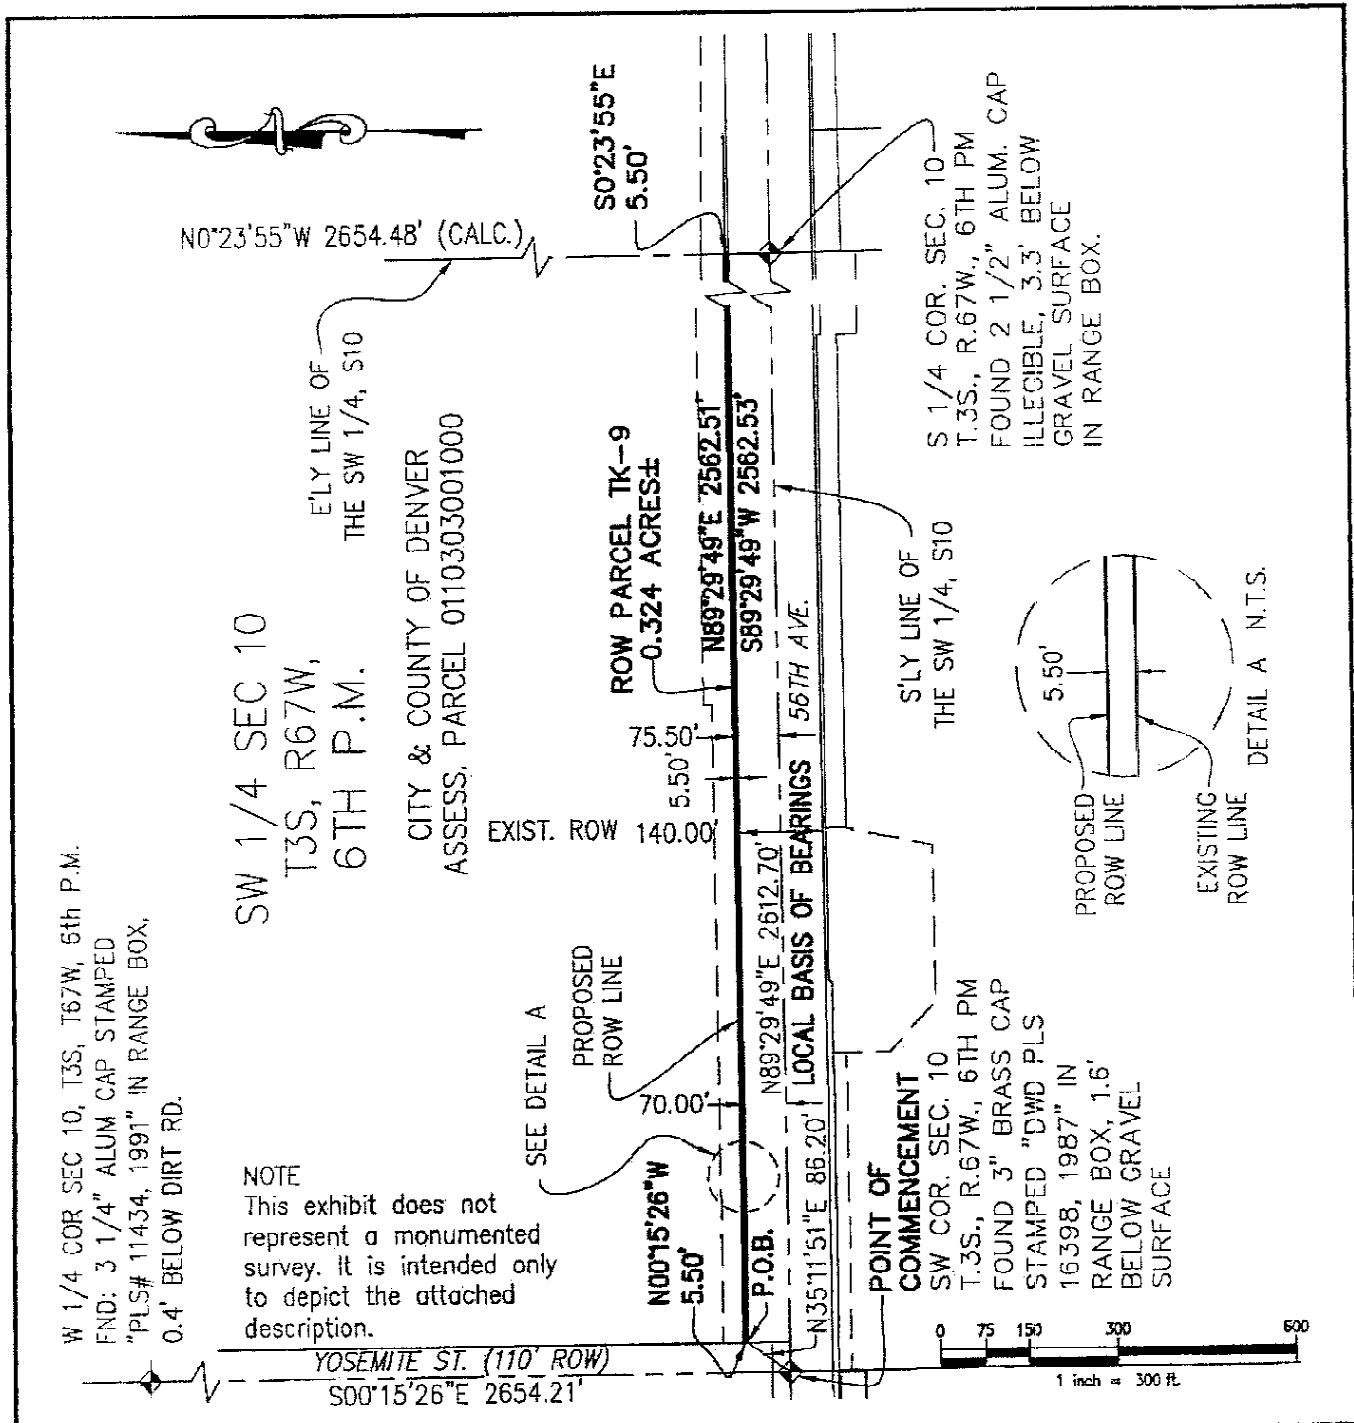 N0°23'55"W 2654.48' (CALC.)
S0°23'55"E
5.50'
S 1/4 COR. SEC. 10
T.3S., R.67W., 6TH PM
FOUND 2 1/2" ALUM. CAP
ILLEGIBLE, 3.3' BELOW
GRAVEL SURFACE
IN RANGE BOX.
E'LY LINE OF
THE SW 1/4, S10
SW 1/4 SEC 10
T3S, R67W,
6TH P.M.
CITY & COUNTY OF DENVER
ASSESS. PARCEL 0110303001000
ROW PARCEL TK-9
0.324 ACRES±
N89°29'49"E 2562.51'
S89°29'49"W 2562.53'
75.50'
5.50'
56TH AVE.
EXIST. ROW 140.00'
S'LY LINE OF
THE SW 1/4, S10
5.50'
PROPOSED
ROW LINE
EXISTING
ROW LINE
DETAIL A N.T.S.
W 1/4 COR SEC 10, T3S, T67W, 6th P.M.
FND: 3 1/4" ALUM CAP STAMPED
"PLS# 11434, 1991" IN RANGE BOX,
0.4' BELOW DIRT RD.
SEE DETAIL A
PROPOSED
ROW LINE
70.00'
N89°29'49"E 2612.70'
LOCAL BASIS OF BEARINGS
NOTE
This exhibit does not
represent a monumented
survey. It is intended only
to depict the attached
description.
N00°15'26"W
5.50'
P.O.B.
N35°11'51"E 86.20'
POINT OF
COMMENCEMENT
SW COR. SEC. 10
T.3S., R.67W., 6TH PM
FOUND 3" BRASS CAP
STAMPED "DWD PLS
16398, 1987" IN
RANGE BOX, 1.6'
BELOW GRAVEL
SURFACE
YOSEMITE ST. (110' ROW)
S00°15'26"E 2654.21'
0 75 150 300 600
1 inch = 300 ft.